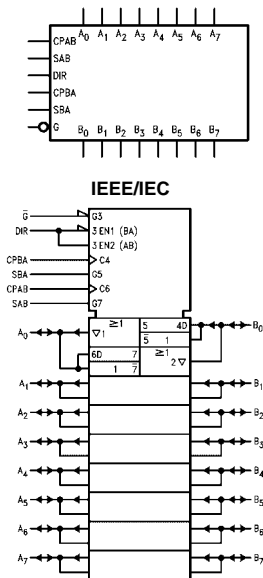 A0 A1 A2 A3 A4 A5 A6 A7
CPAB
SAB
DIR
CPBA
SBA
G
B0 B1 B2 B3 B4 B5 B6 B7
IEEE/IEC
G̅ G3
DIR 3 EN1 (BA)
3 EN2 (AB)
CPBA C4
SBA G5
CPAB C6
SAB G7
A0 ≥1 5 4D B0
▽1 5̅ 1
6D 7 ≥1
1 7̅ 2▽
A1 B1
A2 B2
A3 B3
A4 B4
A5 B5
A6 B6
A7 B7